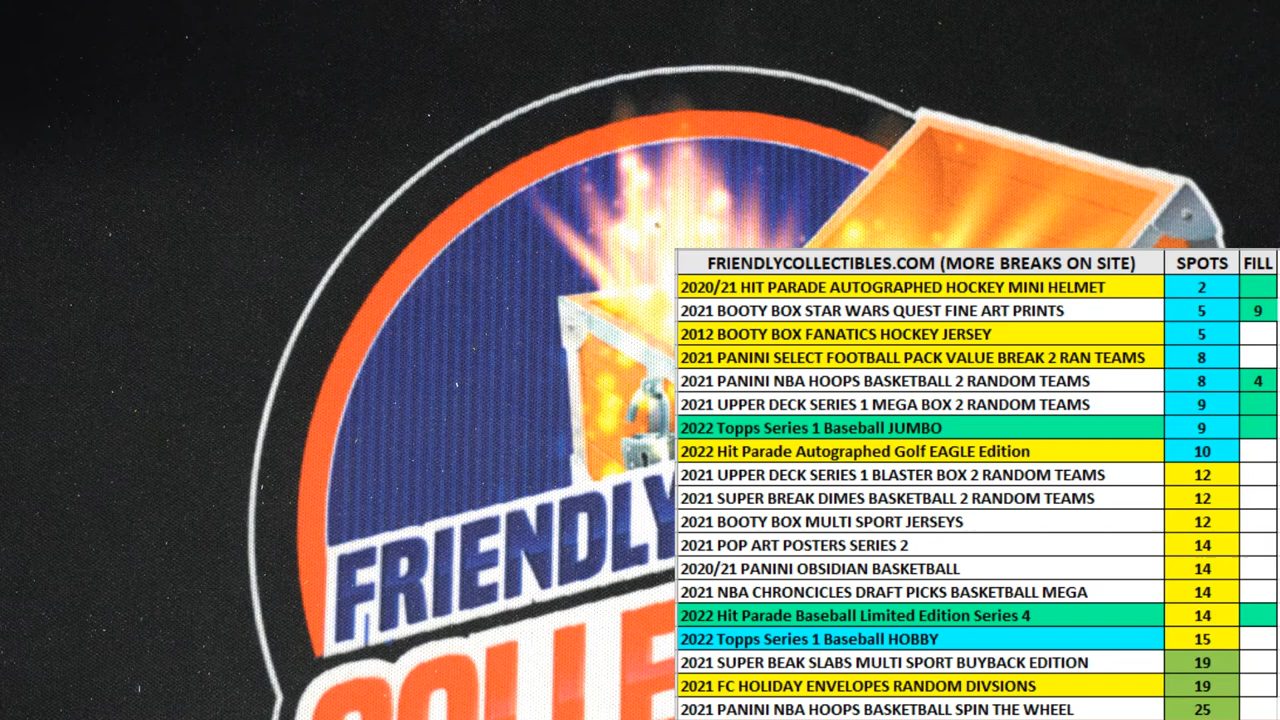 FRIENDLY
COLLE
FRIENDLYCOLLECTIBLES.COM (MORE BREAKS ON SITE) SPOTS FILL
2020/21 HIT PARADE AUTOGRAPHED HOCKEY MINI HELMET 2
2021 BOOTY BOX STAR WARS QUEST FINE ART PRINTS 5 9
2012 BOOTY BOX FANATICS HOCKEY JERSEY 5
2021 PANINI SELECT FOOTBALL PACK VALUE BREAK 2 RAN TEAMS 8
2021 PANINI NBA HOOPS BASKETBALL 2 RANDOM TEAMS 8 4
2021 UPPER DECK SERIES 1 MEGA BOX 2 RANDOM TEAMS 9
2022 Topps Series 1 Baseball JUMBO 9
2022 Hit Parade Autographed Golf EAGLE Edition 10
2021 UPPER DECK SERIES 1 BLASTER BOX 2 RANDOM TEAMS 12
2021 SUPER BREAK DIMES BASKETBALL 2 RANDOM TEAMS 12
2021 BOOTY BOX MULTI SPORT JERSEYS 12
2021 POP ART POSTERS SERIES 2 14
2020/21 PANINI OBSIDIAN BASKETBALL 14
2021 NBA CHRONCICLES DRAFT PICKS BASKETBALL MEGA 14
2022 Hit Parade Baseball Limited Edition Series 4 14
2022 Topps Series 1 Baseball HOBBY 15
2021 SUPER BEAK SLABS MULTI SPORT BUYBACK EDITION 19
2021 FC HOLIDAY ENVELOPES RANDOM DIVSIONS 19
2021 PANINI NBA HOOPS BASKETBALL SPIN THE WHEEL 25